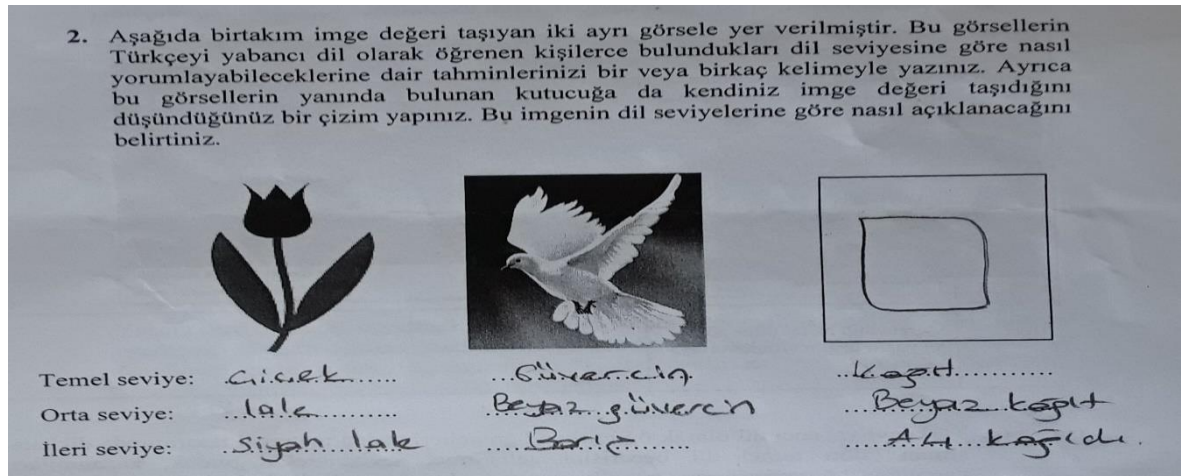 2. Aşağıda birtakım imge değeri taşıyan iki ayrı görsele yer verilmiştir. Bu görsellerin
Türkçeyi yabancı dil olarak öğrenen kişilerce bulundukları dil seviyesine göre nasıl
yorumlayabileceklerine dair tahminlerinizi bir veya birkaç kelimeyle yazınız. Ayrıca
bu görsellerin yanında bulunan kutucuğa da kendiniz imge değeri taşıdığını
düşündüğünüz bir çizim yapınız. Bu imgenin dil seviyelerine göre nasıl açıklanacağını
belirtiniz.
Temel seviye: Çiçek Güvercin Kağıt
Orta seviye: lale Beyaz güvercin Beyaz kağıt
İleri seviye: Siyah lale Barış kağıdı